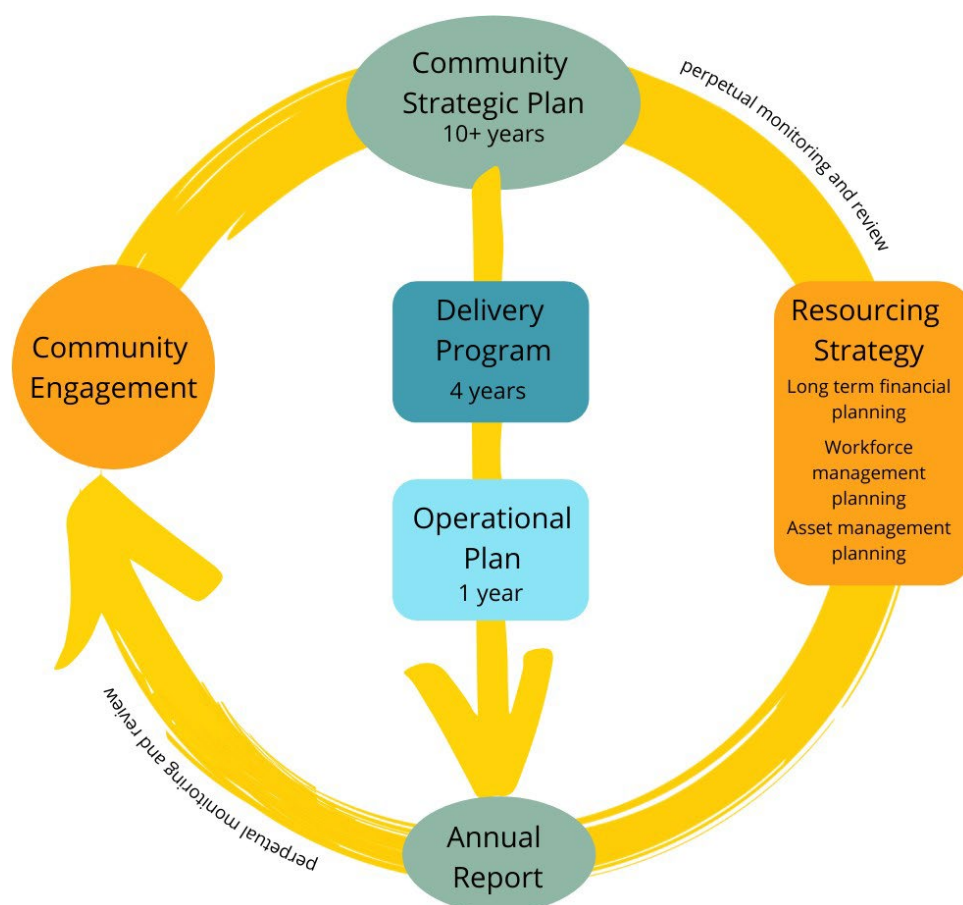 Community
Strategic Plan
10+ years
perpetual monitoring and review
Community
Engagement
Delivery
Program
4 years
Resourcing
Strategy
Long term financial
planning
Workforce
management
planning
Asset management
planning
Operational
Plan
1 year
perpetual monitoring and review
Annual
Report